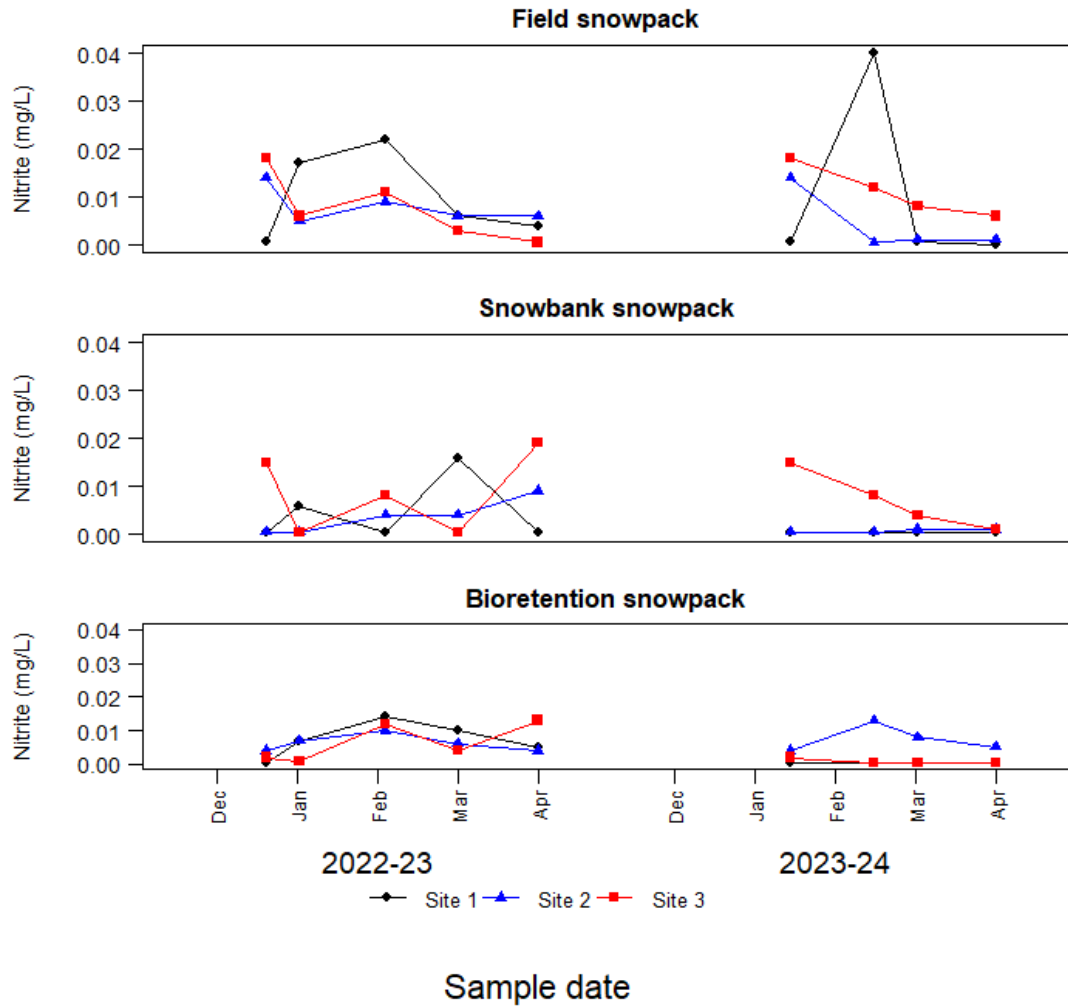 Field snowpack
Nitrite (mg/L)
0.04
0.03
0.02
0.01
0.00
Snowbank snowpack
Nitrite (mg/L)
0.04
0.03
0.02
0.01
0.00
Bioretention snowpack
Nitrite (mg/L)
0.04
0.03
0.02
0.01
0.00
Dec Jan Feb Mar Apr Dec Jan Feb Mar Apr
2022-23 2023-24
Site 1 Site 2 Site 3
Sample date